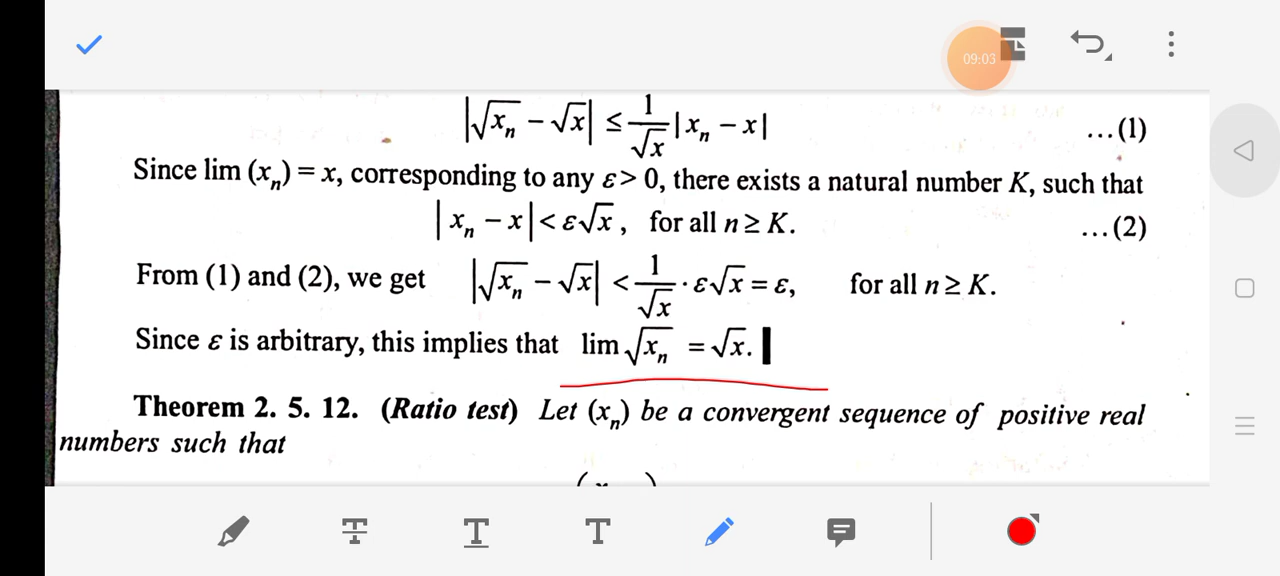 09:03
|√xₙ − √x| ≤ 1/√x |xₙ − x| ...(1)
Since lim (xₙ) = x, corresponding to any ε > 0, there exists a natural number K, such that
|xₙ − x| < ε√x, for all n ≥ K. ...(2)
From (1) and (2), we get |√xₙ − √x| < 1/√x · ε√x = ε, for all n ≥ K.
Since ε is arbitrary, this implies that lim √xₙ = √x.
Theorem 2. 5. 12. (Ratio test) Let (xₙ) be a convergent sequence of positive real
numbers such that
T T T